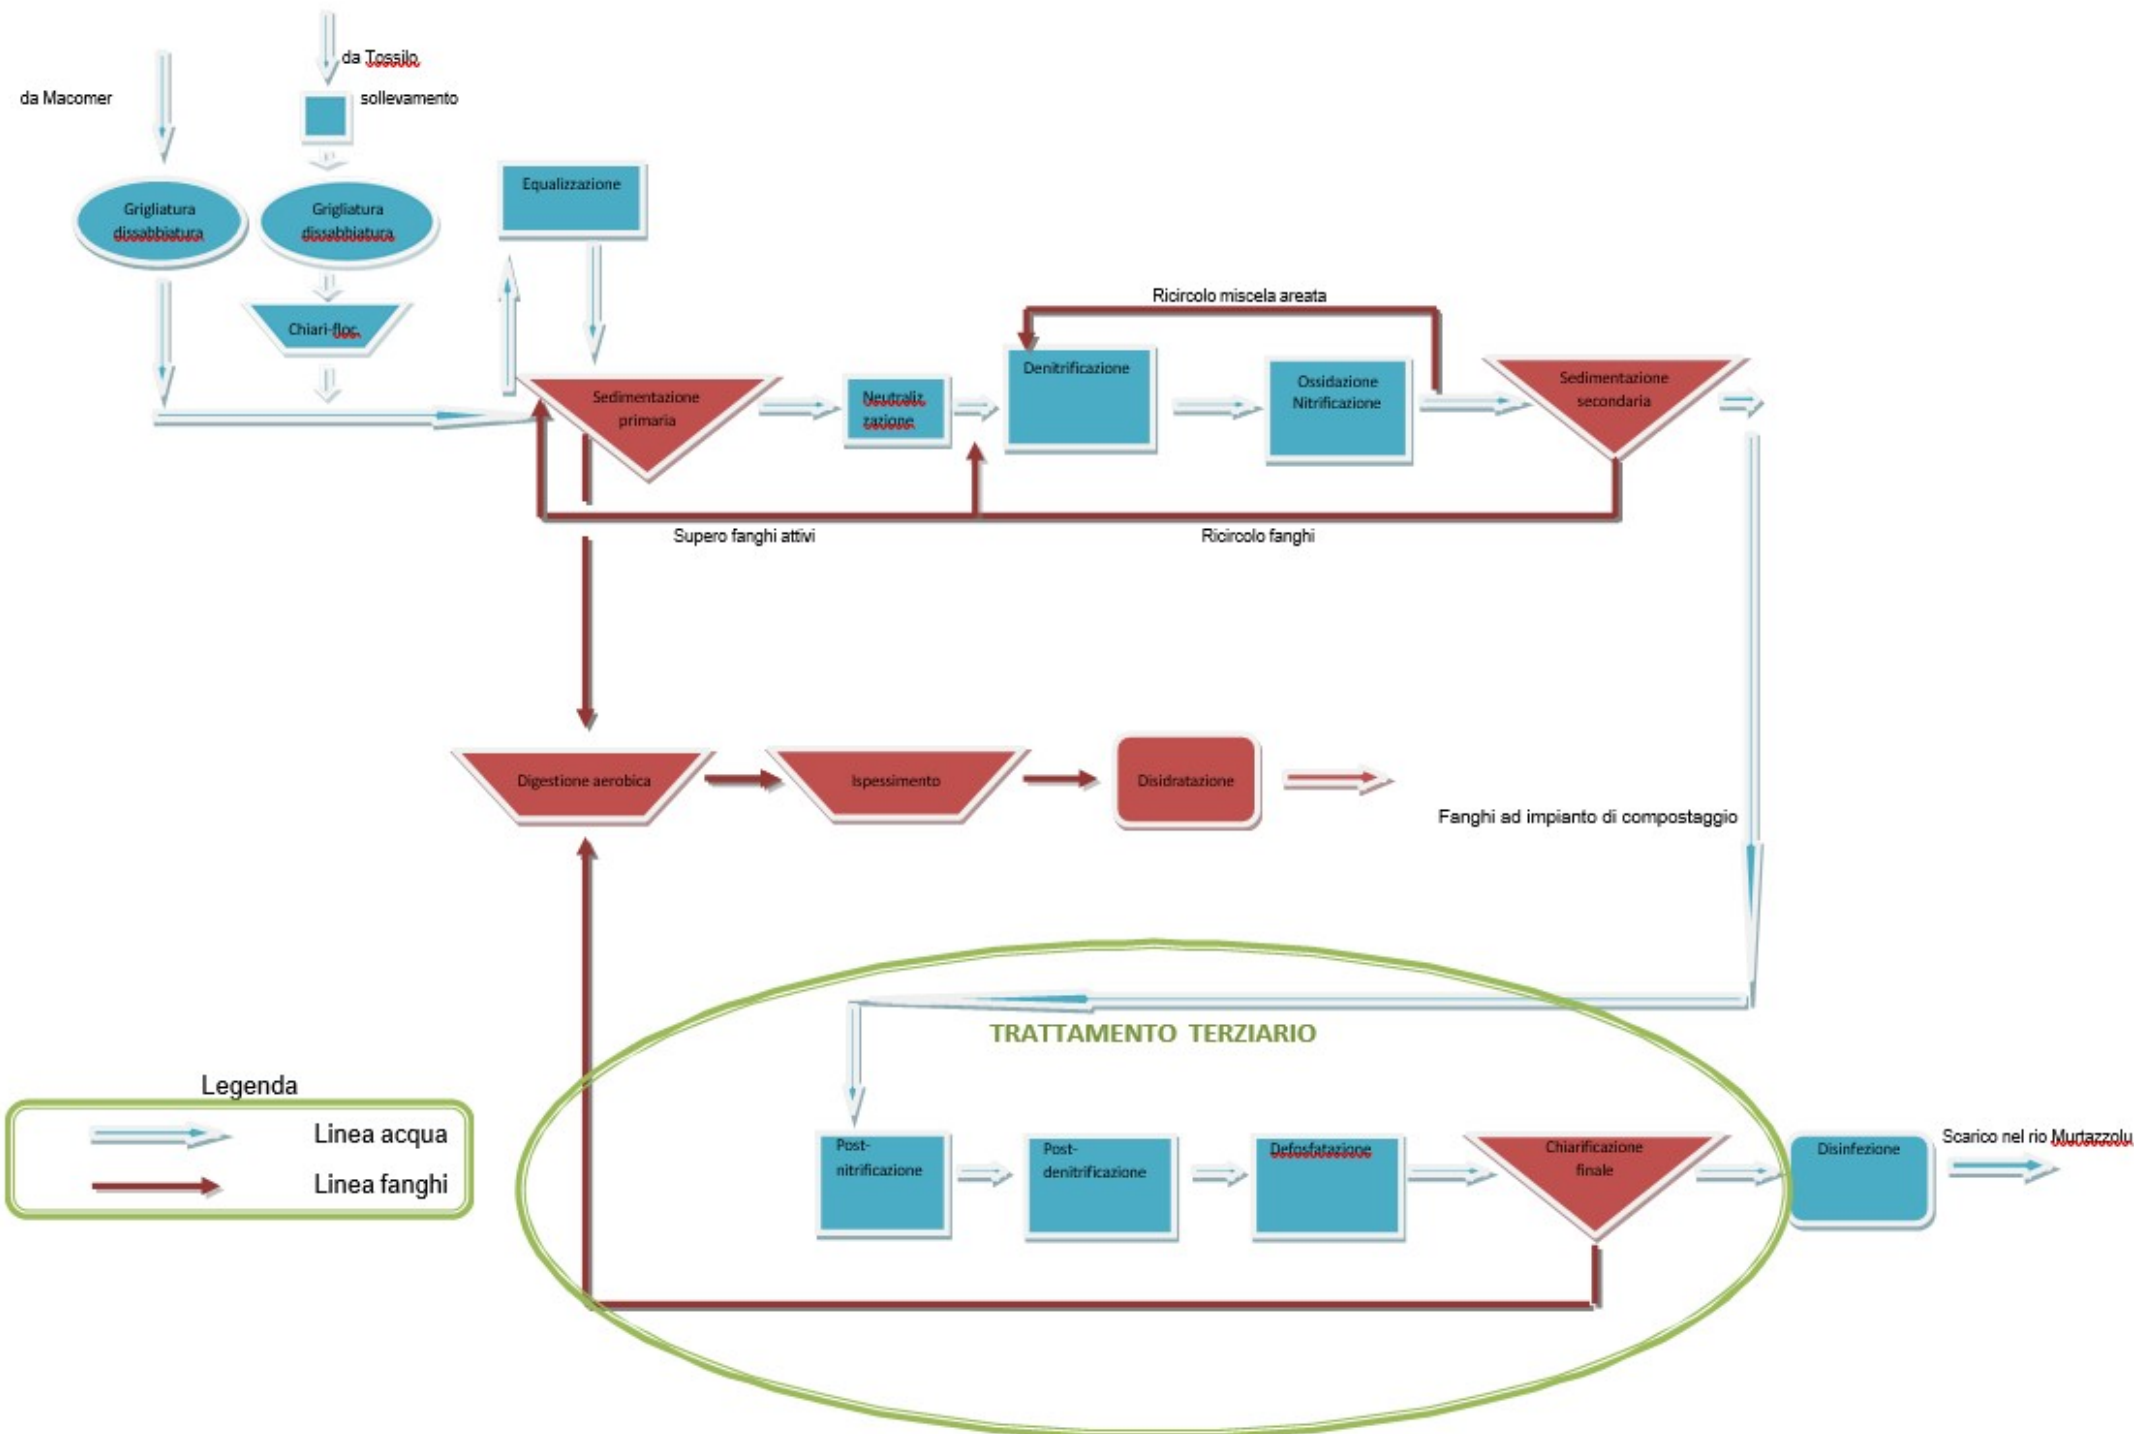 da Tossilo
da Macomer
sollevamento
Equalizzazione
Grigliatura
dissabbiatura
Grigliatura
dissabbiatura
Chiari-floc.
Ricircolo miscela areata
Sedimentazione
primaria
Neutraliz
zazione
Denitrificazione
Ossidazione
Nitrificazione
Sedimentazione
secondaria
Supero fanghi attivi
Ricircolo fanghi
Digestione aerobica
Ispessimento
Disidratazione
Fanghi ad impianto di compostaggio
TRATTAMENTO TERZIARIO
Legenda
Linea acqua
Linea fanghi
Post-
nitrificazione
Post-
denitrificazione
Defosfatazione
Chiarificazione
finale
Disinfezione
Scarico nel rio Murtazzolu